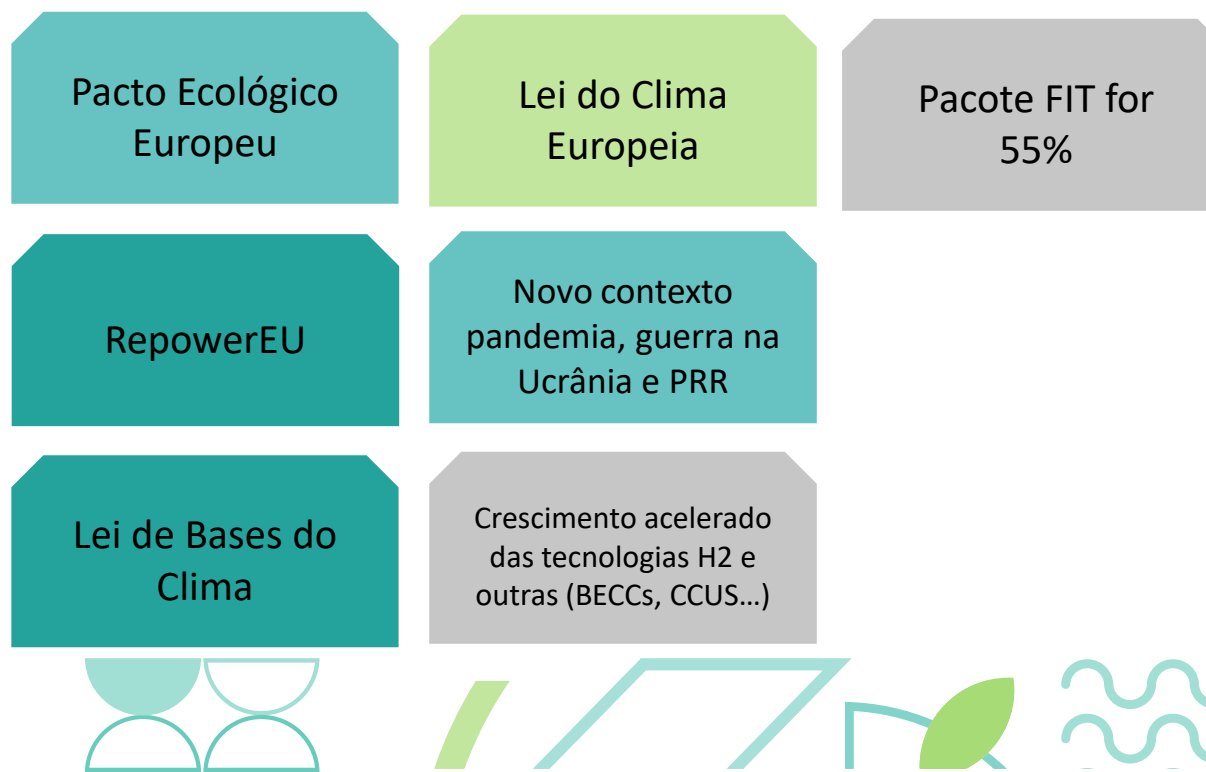 Pacto Ecológico
Europeu
Lei do Clima
Europeia
Pacote FIT for
55%
RepowerEU
Novo contexto
pandemia, guerra na
Ucrânia e PRR
Lei de Bases do
Clima
Crescimento acelerado
das tecnologias H2 e
outras (BECCs, CCUS…)